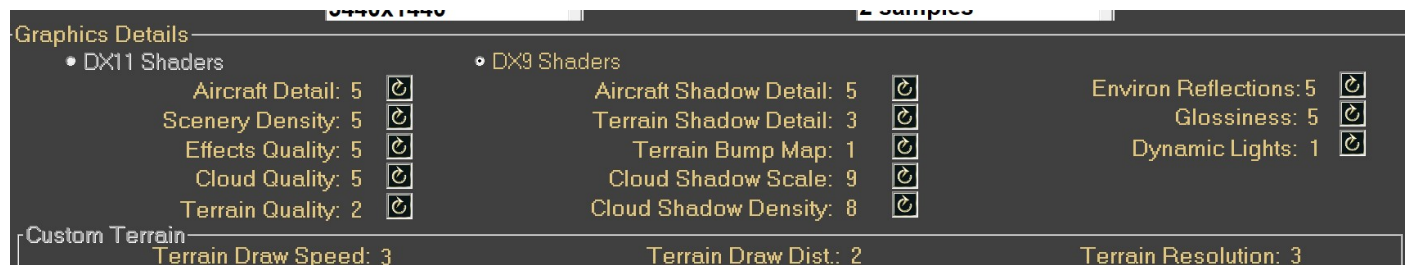 3440x1440 2 samples
Graphics Details
DX11 Shaders DX9 Shaders
Aircraft Detail: 5 Aircraft Shadow Detail: 5 Environ Reflections: 5
Scenery Density: 5 Terrain Shadow Detail: 3 Glossiness: 5
Effects Quality: 5 Terrain Bump Map: 1 Dynamic Lights: 1
Cloud Quality: 5 Cloud Shadow Scale: 9
Terrain Quality: 2 Cloud Shadow Density: 8
Custom Terrain
Terrain Draw Speed: 3 Terrain Draw Dist.: 2 Terrain Resolution: 3